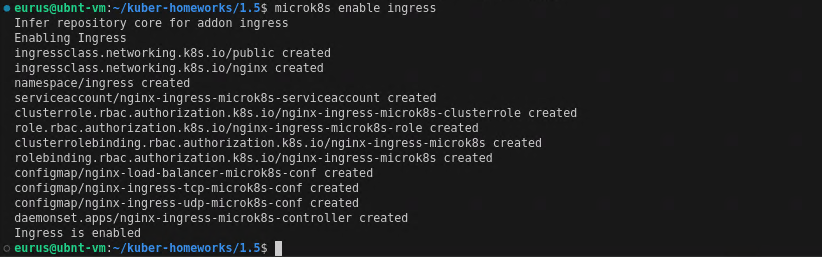 eurus@ubnt-vm:~/kuber-homeworks/1.5$ microk8s enable ingress
Infer repository core for addon ingress
Enabling Ingress
ingressclass.networking.k8s.io/public created
ingressclass.networking.k8s.io/nginx created
namespace/ingress created
serviceaccount/nginx-ingress-microk8s-serviceaccount created
clusterrole.rbac.authorization.k8s.io/nginx-ingress-microk8s-clusterrole created
role.rbac.authorization.k8s.io/nginx-ingress-microk8s-role created
clusterrolebinding.rbac.authorization.k8s.io/nginx-ingress-microk8s created
rolebinding.rbac.authorization.k8s.io/nginx-ingress-microk8s created
configmap/nginx-load-balancer-microk8s-conf created
configmap/nginx-ingress-tcp-microk8s-conf created
configmap/nginx-ingress-udp-microk8s-conf created
daemonset.apps/nginx-ingress-microk8s-controller created
Ingress is enabled
eurus@ubnt-vm:~/kuber-homeworks/1.5$